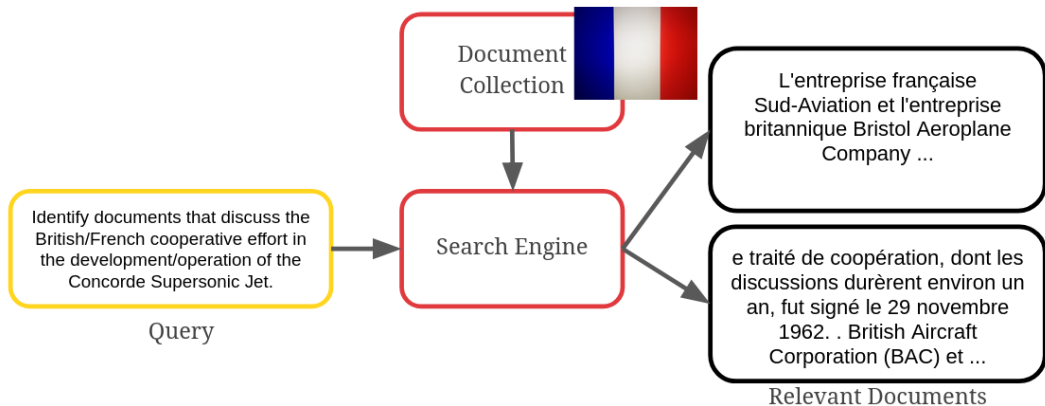 Document
Collection
Identify documents that discuss the
British/French cooperative effort in
the development/operation of the
Concorde Supersonic Jet.
Query
Search Engine
L'entreprise française
Sud-Aviation et l'entreprise
britannique Bristol Aeroplane
Company ...
e traité de coopération, dont les
discussions durèrent environ un
an, fut signé le 29 novembre
1962. . British Aircraft
Corporation (BAC) et ...
Relevant Documents